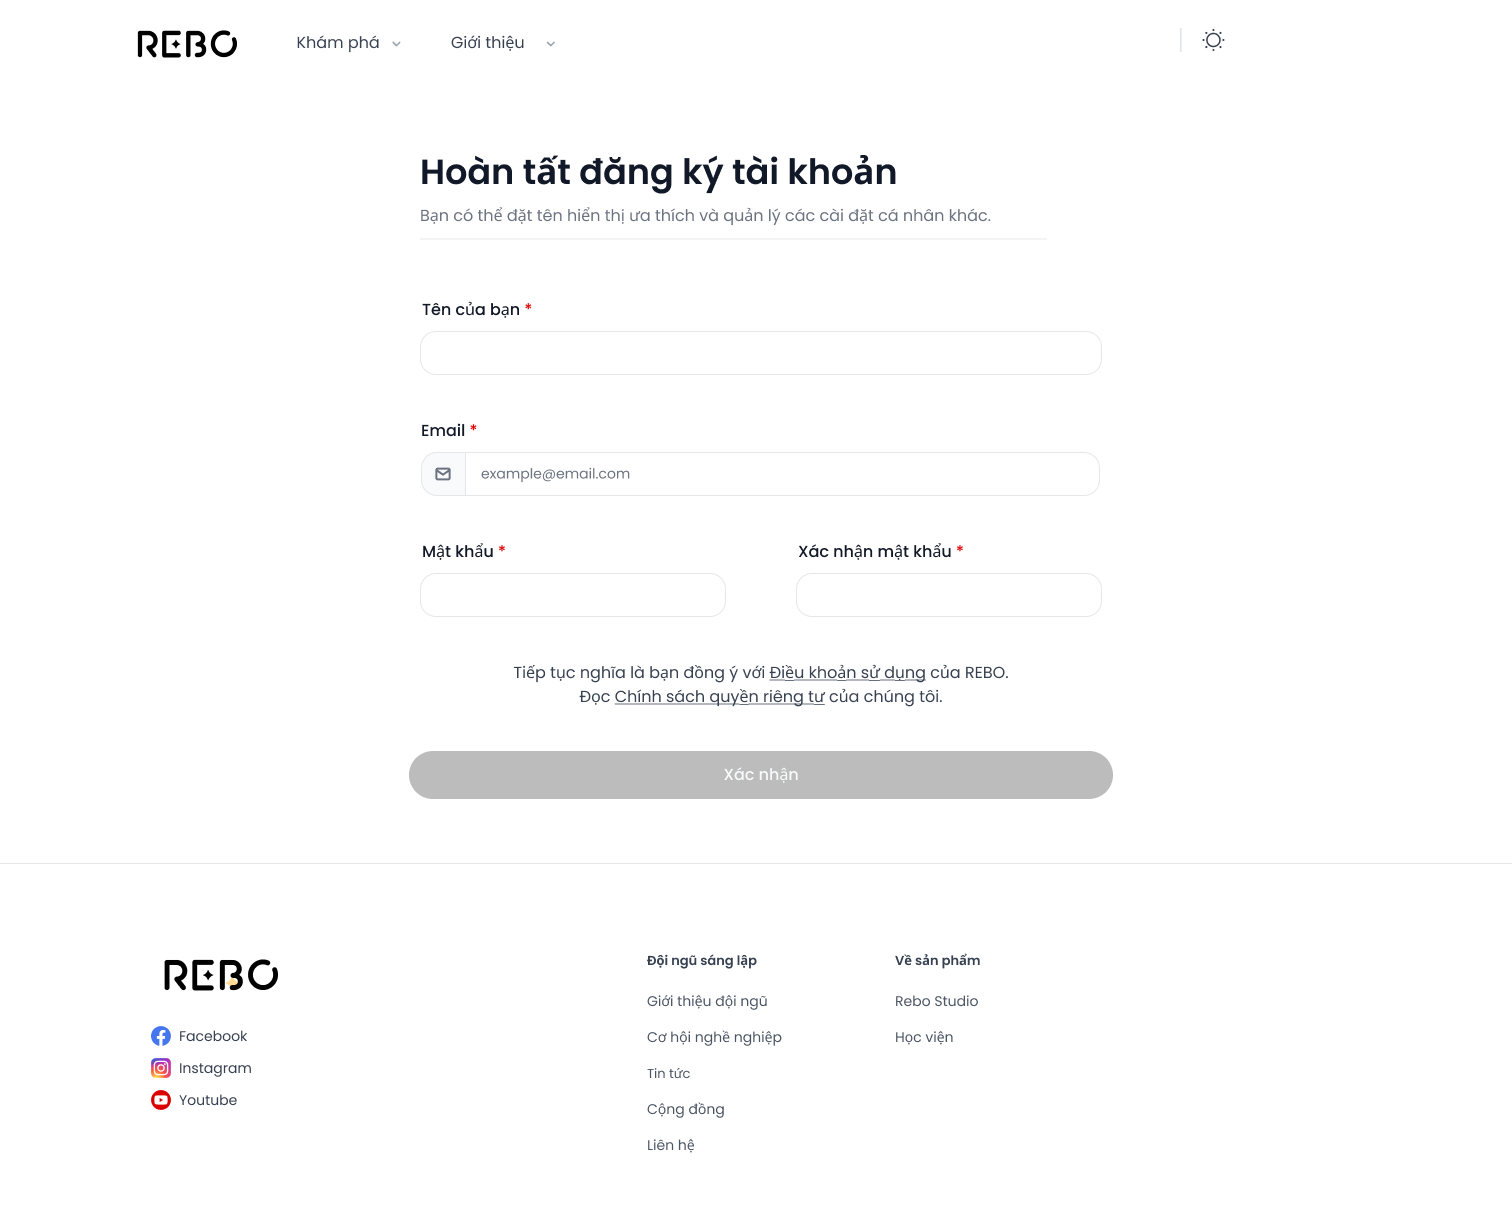 REBO
Khám phá
Giới thiệu
Hoàn tất đăng ký tài khoản
Bạn có thể đặt tên hiển thị ưa thích và quản lý các cài đặt cá nhân khác.
Tên của bạn *
Email *
example@email.com
Mật khẩu *
Xác nhận mật khẩu *
Tiếp tục nghĩa là bạn đồng ý với Điều khoản sử dụng của REBO.
Đọc Chính sách quyền riêng tư của chúng tôi.
Xác nhận
REBO
Facebook
Instagram
Youtube
Đội ngũ sáng lập
Giới thiệu đội ngũ
Cơ hội nghề nghiệp
Tin tức
Cộng đồng
Liên hệ
Về sản phẩm
Rebo Studio
Học viện